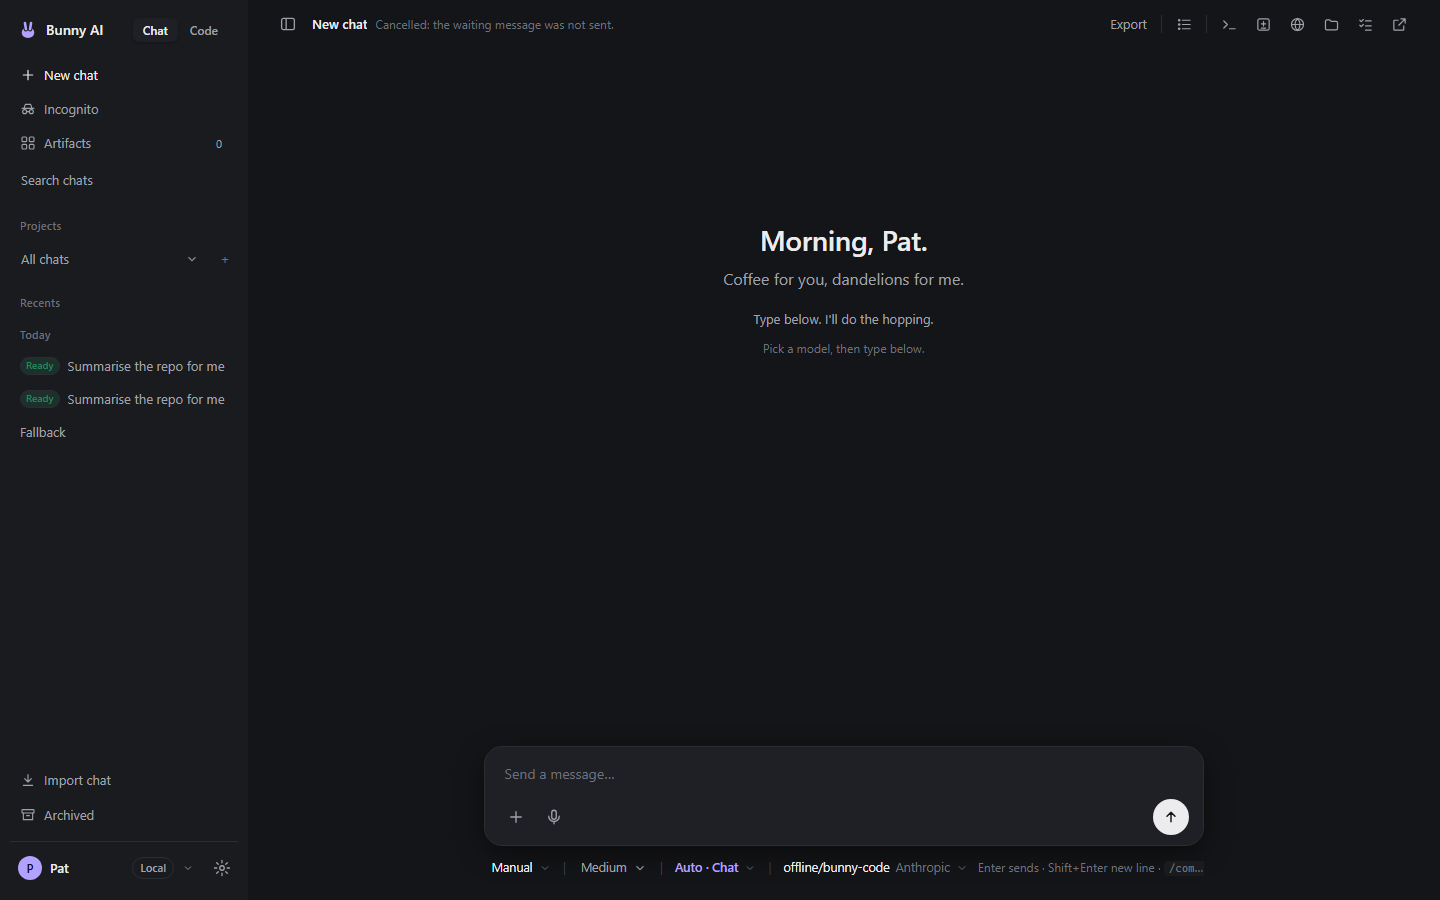 Bunny AI
Chat
Code
New chat
Incognito
Artifacts 0
Search chats
Projects
All chats +
Recents
Today
Ready Summarise the repo for me
Ready Summarise the repo for me
Fallback
Import chat
Archived
P Pat Local
New chat Cancelled: the waiting message was not sent.
Export
Morning, Pat.
Coffee for you, dandelions for me.
Type below. I'll do the hopping.
Pick a model, then type below.
Send a message...
Manual | Medium | Auto · Chat | offline/bunny-code Anthropic Enter sends · Shift+Enter new line · /com...